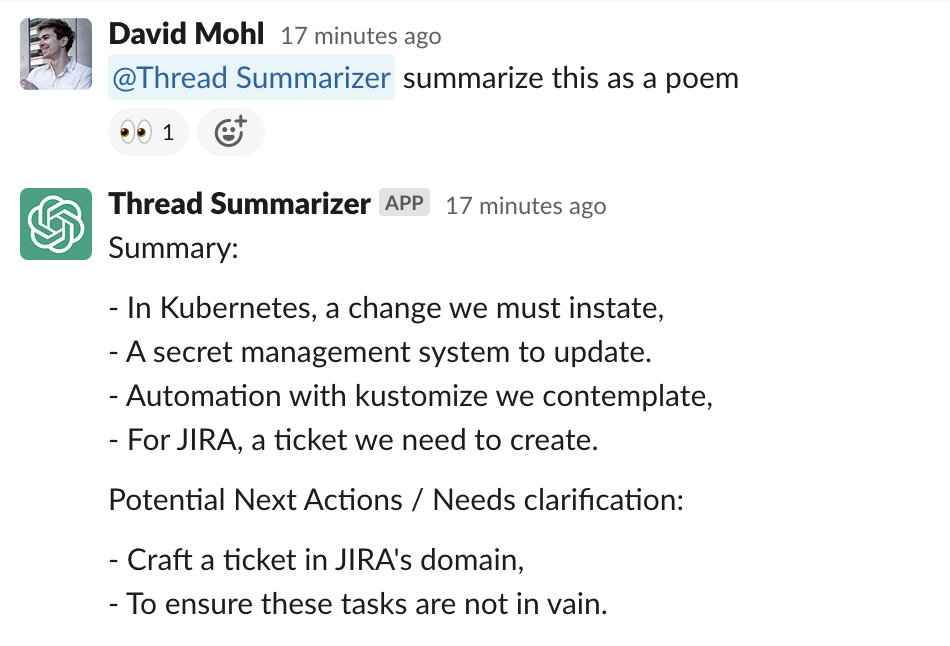 David Mohl 17 minutes ago
@Thread Summarizer summarize this as a poem
1
Thread Summarizer APP 17 minutes ago
Summary:
- In Kubernetes, a change we must instate,
- A secret management system to update.
- Automation with kustomize we contemplate,
- For JIRA, a ticket we need to create.
Potential Next Actions / Needs clarification:
- Craft a ticket in JIRA's domain,
- To ensure these tasks are not in vain.